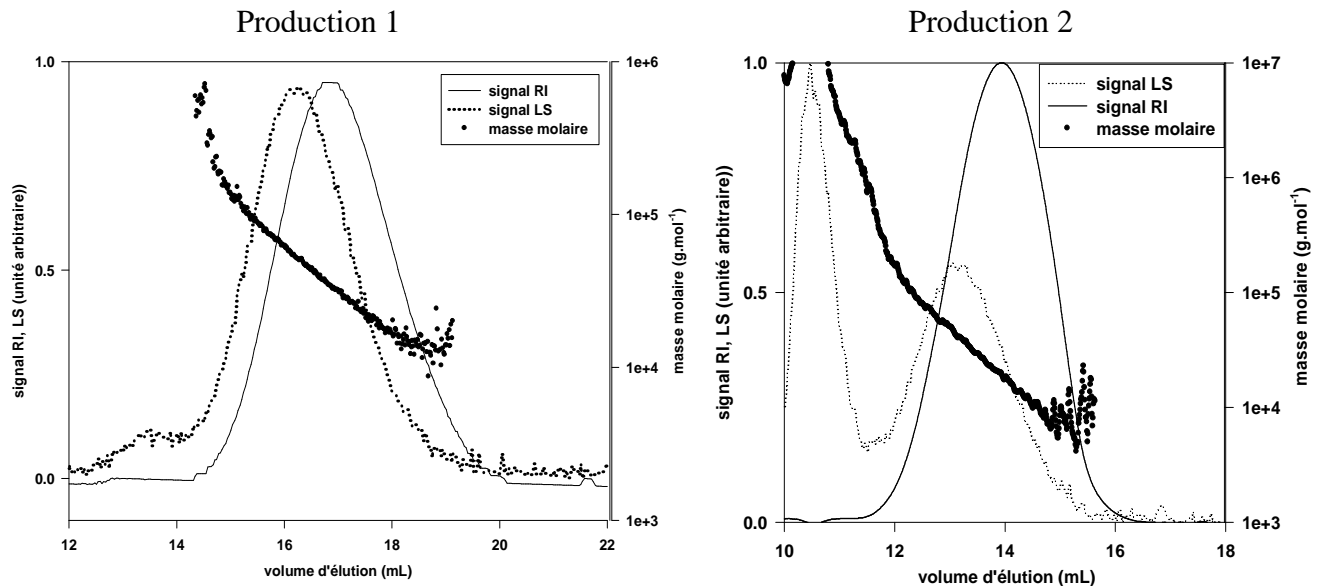 Production 1
Production 2
1.0
0.5
0.0
signal RI, LS (unité arbitraire))
signal RI
signal LS
masse molaire
1e+6
1e+5
1e+4
1e+3
masse molaire (g.mol-1)
12 14 16 18 20 22
volume d'élution (mL)
1.0
0.5
0.0
signal RI, LS (unité arbitraire))
signal LS
signal RI
masse molaire
1e+7
1e+6
1e+5
1e+4
1e+3
masse molaire (g.mol-1)
10 12 14 16 18
volume d'élution (mL)